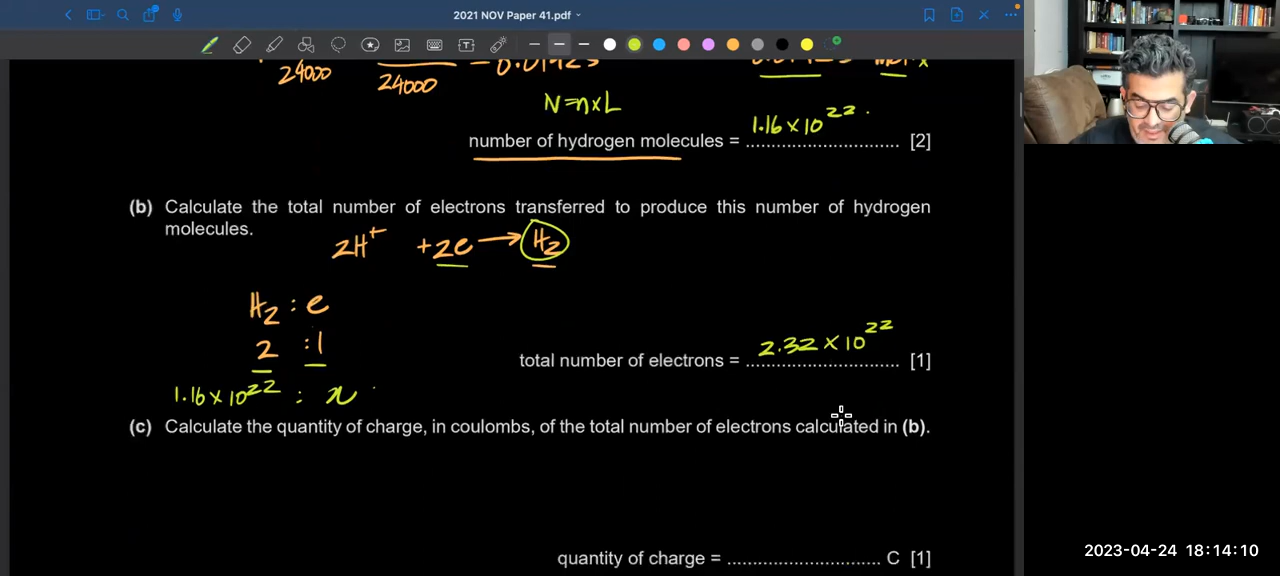 2021 NOV Paper 41.pdf
24000
24000
N=n×L
number of hydrogen molecules = 1.16×10²² [2]
(b) Calculate the total number of electrons transferred to produce this number of hydrogen
molecules.
2H⁺ + 2e → H₂
H₂ : e
2 : 1
total number of electrons = 2.32×10²² [1]
1.16×10²² : x
(c) Calculate the quantity of charge, in coulombs, of the total number of electrons calculated in (b).
quantity of charge = .............................. C [1]
2023-04-24 18:14:10